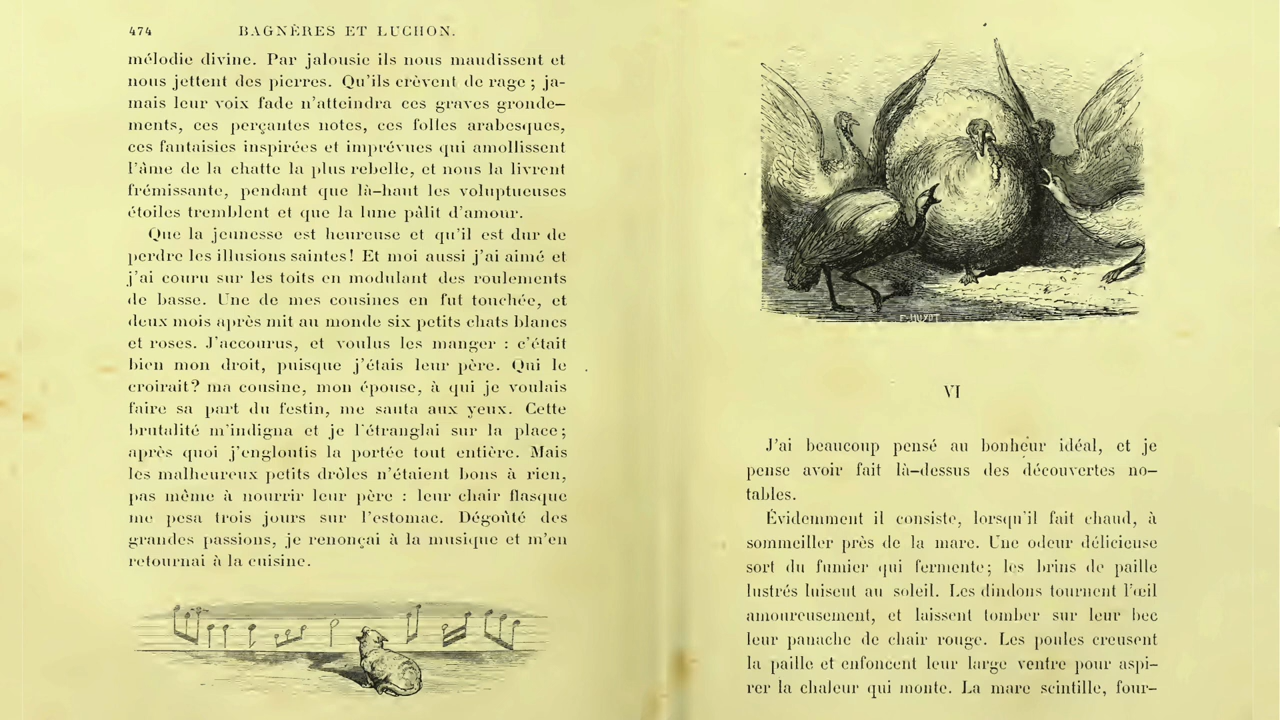 474
BAGNÈRES ET LUCHON.
mélodie divine. Par jalousie ils nous maudissent et
nous jettent des pierres. Qu'ils crèvent de rage ; ja-
mais leur voix fade n'atteindra ces graves gronde-
ments, ces perçantes notes, ces folles arabesques,
ces fantaisies inspirées et imprévues qui amollissent
l'âme de la chatte la plus rebelle, et nous la livrent
frémissante, pendant que là-haut les voluptueuses
étoiles tremblent et que la lune pâlit d'amour.
Que la jeunesse est heureuse et qu'il est dur de
perdre les illusions saintes! Et moi aussi j'ai aimé et
j'ai couru sur les toits en modulant des roulements
de basse. Une de mes cousines en fut touchée, et
deux mois après mit au monde six petits chats blancs
et roses. J'accourus, et voulus les manger : c'était
bien mon droit, puisque j'étais leur père. Qui le
croirait? ma cousine, mon épouse, à qui je voulais
faire sa part du festin, me sauta aux yeux. Cette
brutalité m'indigna et je l'étranglai sur la place;
après quoi j'engloutis la portée tout entière. Mais
les malheureux petits drôles n'étaient bons à rien,
pas même à nourrir leur père : leur chair flasque
me pesa trois jours sur l'estomac. Dégoûté des
grandes passions, je renonçai à la musique et m'en
retournai à la cuisine.
E-HUYOT
VI
J'ai beaucoup pensé au bonheur idéal, et je
pense avoir fait là-dessus des découvertes no-
tables.
Évidemment il consiste, lorsqu'il fait chaud, à
sommeiller près de la mare. Une odeur délicieuse
sort du fumier qui fermente; les brins de paille
lustrés luisent au soleil. Les dindons tournent l'œil
amoureusement, et laissent tomber sur leur bec
leur panache de chair rouge. Les poules creusent
la paille et enfoncent leur large ventre pour aspi-
rer la chaleur qui monte. La mare scintille, four-